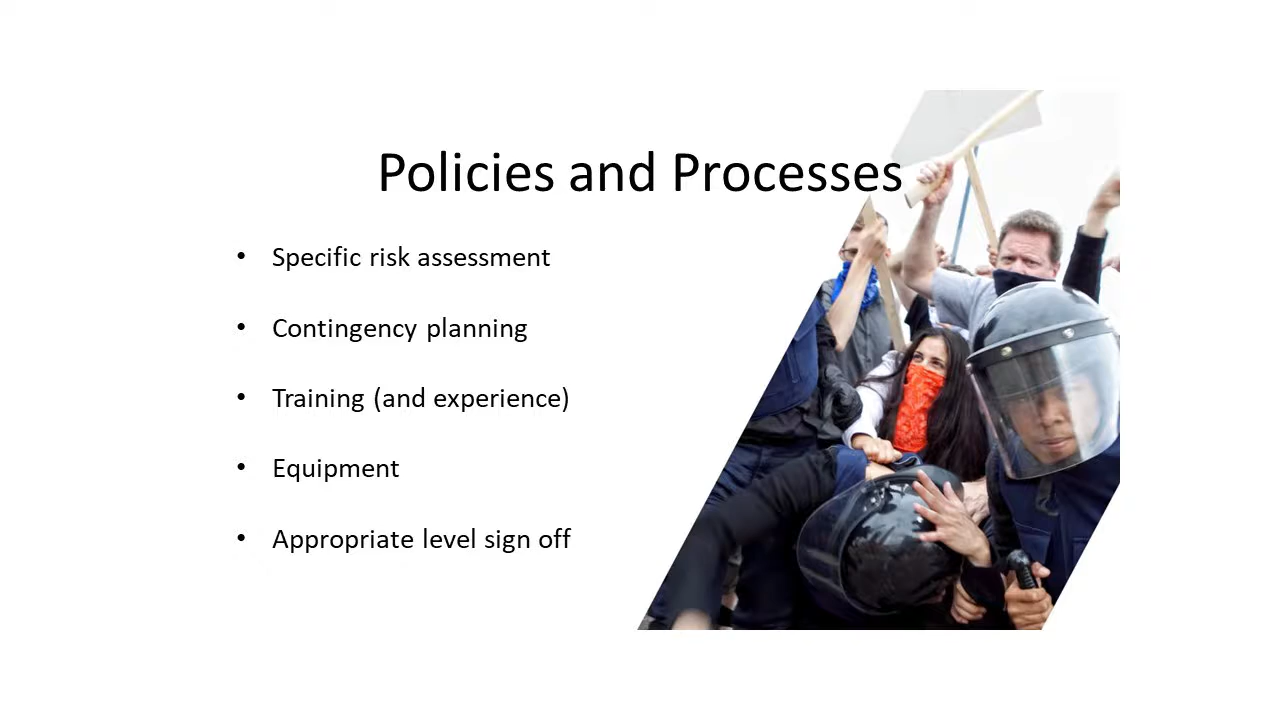 Policies and Processes
• Specific risk assessment
• Contingency planning
• Training (and experience)
• Equipment
• Appropriate level sign off